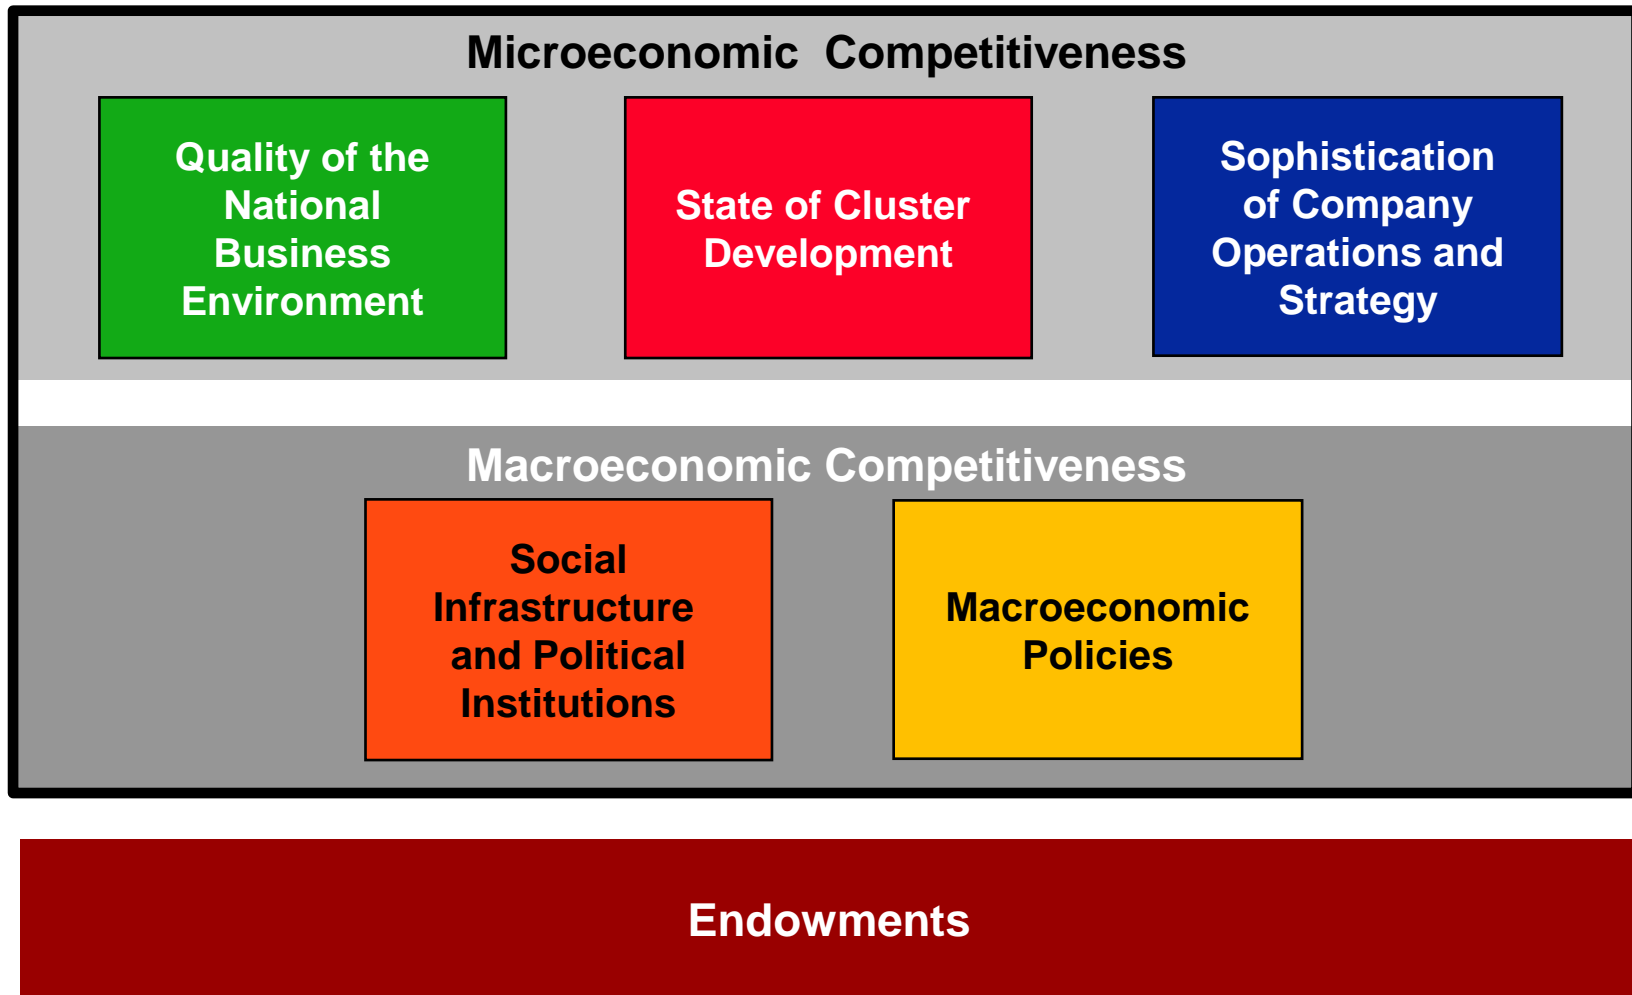 Microeconomic  Competitiveness
Quality of the
National
Business
Environment
State of Cluster
Development
Sophistication
of Company
Operations and
Strategy
Macroeconomic Competitiveness
Social
Infrastructure
and Political
Institutions
Macroeconomic
Policies
Endowments